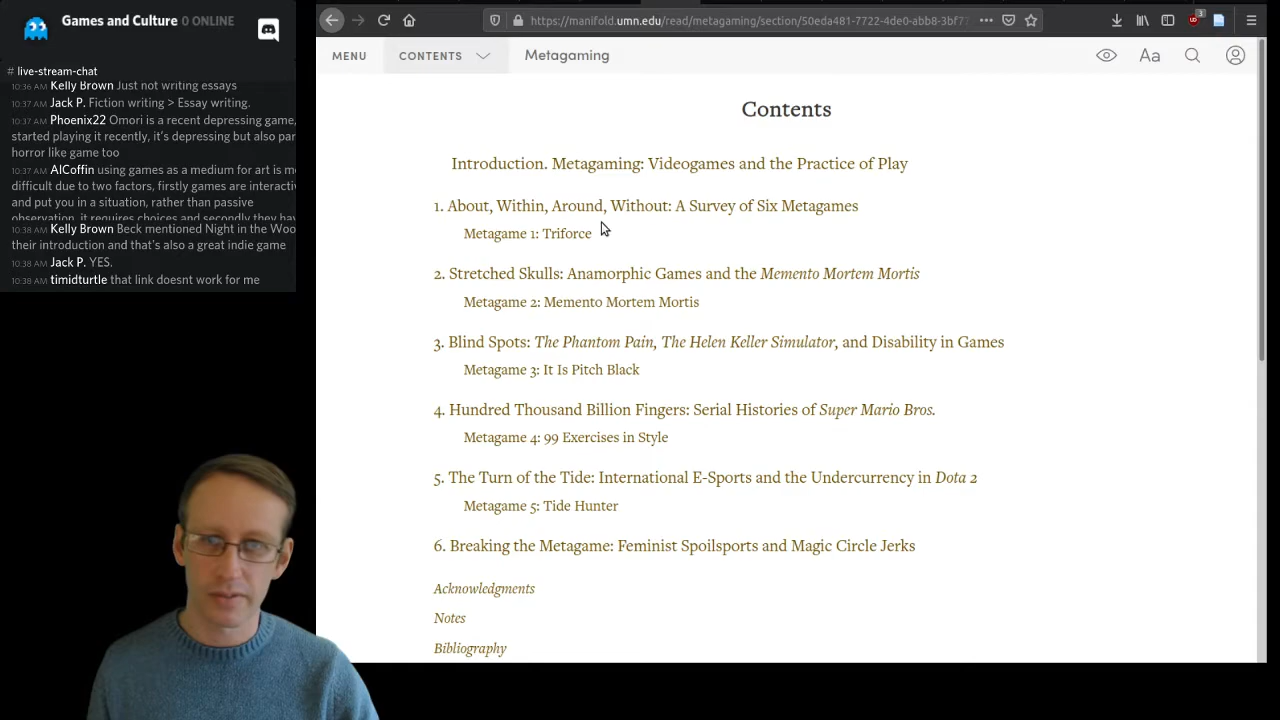 Games and Culture 0 ONLINE
# live-stream-chat
10:36 AM Kelly Brown Just not writing essays
10:37 AM Jack P. Fiction writing > Essay writing.
10:37 AM Phoenix22 Omori is a recent depressing game,
started playing it recently, it's depressing but also par
horror like game too
10:37 AM AlCoffin using games as a medium for art is m
difficult due to two factors, firstly games are interacti
and put you in a situation, rather than passive
observation, it requires choices and secondly they hav
10:38 AM Kelly Brown Beck mentioned Night in the Woo
their introduction and that's also a great indie game
10:38 AM Jack P. YES.
10:38 AM timidturtle that link doesnt work for me
https://manifold.umn.edu/read/metagaming/section/50eda481-7722-4de0-abb8-3bf7
3
MENU
CONTENTS
Metagaming
Aa
Contents
Introduction. Metagaming: Videogames and the Practice of Play
1. About, Within, Around, Without: A Survey of Six Metagames
Metagame 1: Triforce
2. Stretched Skulls: Anamorphic Games and the Memento Mortem Mortis
Metagame 2: Memento Mortem Mortis
3. Blind Spots: The Phantom Pain, The Helen Keller Simulator, and Disability in Games
Metagame 3: It Is Pitch Black
4. Hundred Thousand Billion Fingers: Serial Histories of Super Mario Bros.
Metagame 4: 99 Exercises in Style
5. The Turn of the Tide: International E-Sports and the Undercurrency in Dota 2
Metagame 5: Tide Hunter
6. Breaking the Metagame: Feminist Spoilsports and Magic Circle Jerks
Acknowledgments
Notes
Bibliography